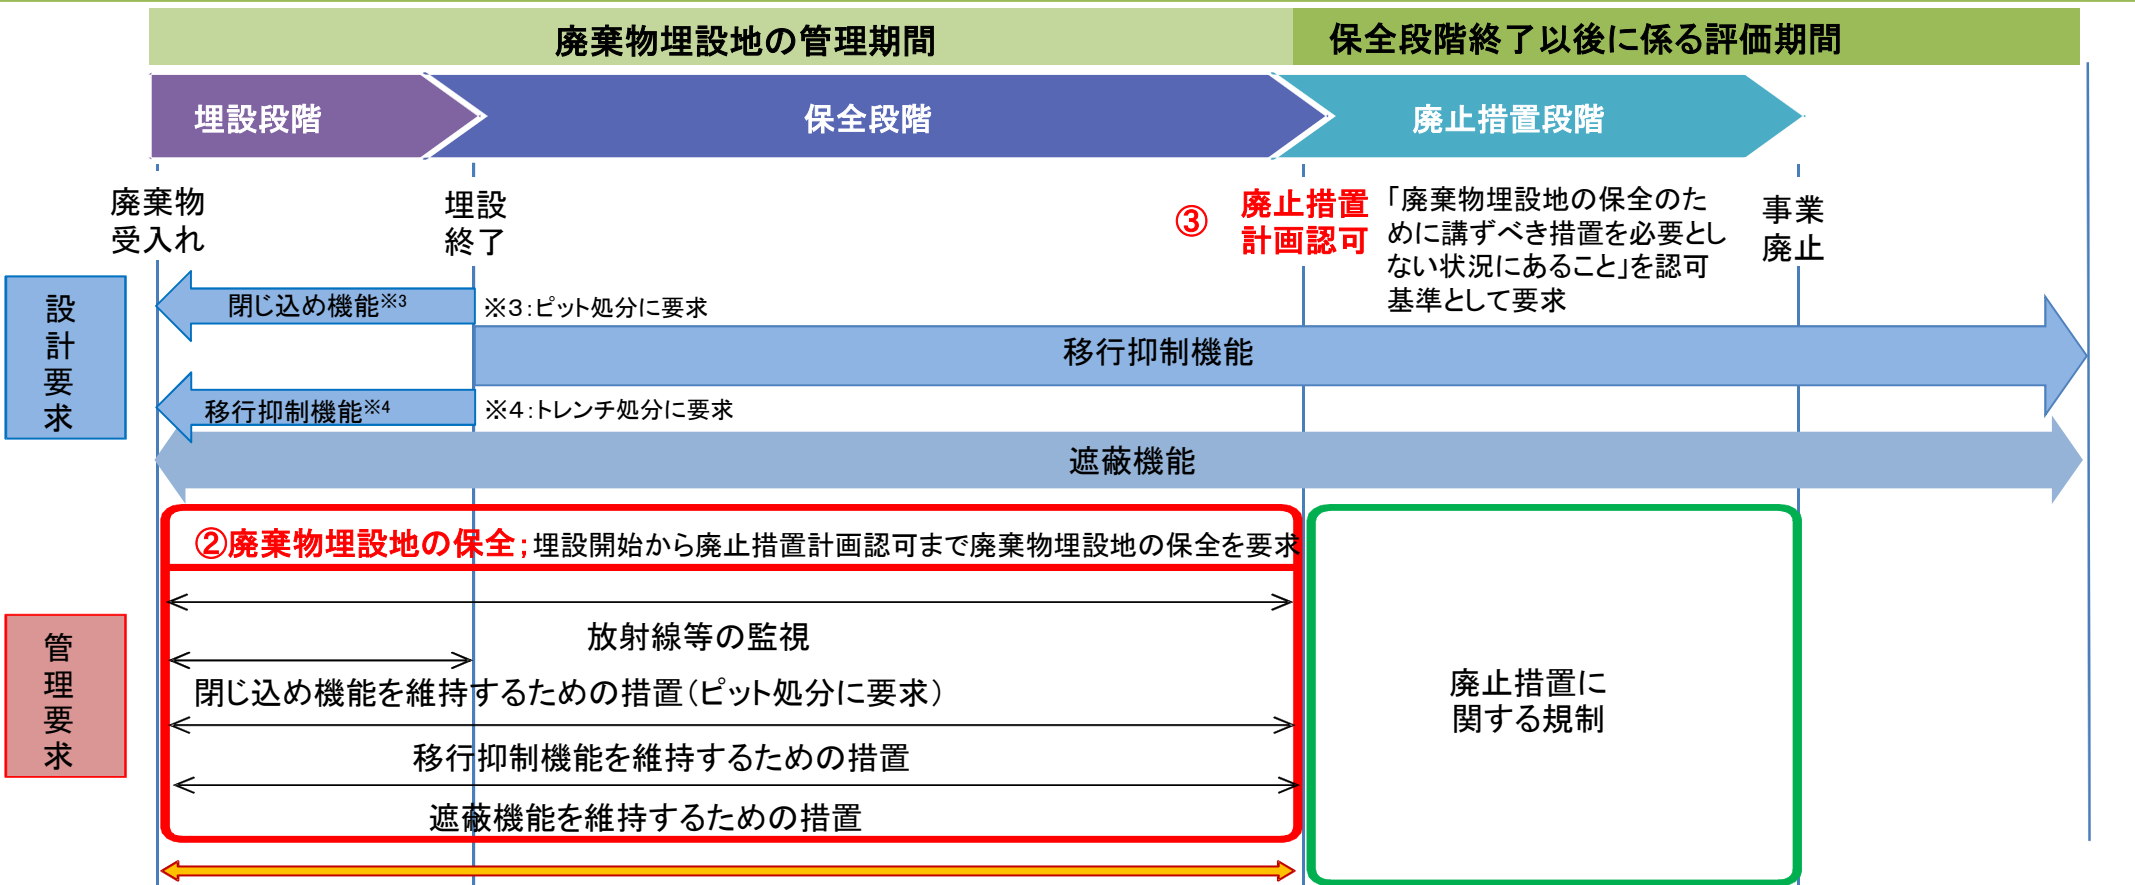 廃棄物埋設地の管理期間
保全段階終了以後に係る評価期間
埋設段階
保全段階
廃止措置段階
廃棄物
受入れ
埋設
終了
③
廃止措置
計画認可
「廃棄物埋設地の保全のた
めに講ずべき措置を必要とし
ない状況にあること」を認可
基準として要求
事業
廃止
設計要求
閉じ込め機能※3
※3:ピット処分に要求
移行抑制機能
移行抑制機能※4
※4:トレンチ処分に要求
遮蔽機能
管理要求
②廃棄物埋設地の保全;埋設開始から廃止措置計画認可まで廃棄物埋設地の保全を要求
放射線等の監視
閉じ込め機能を維持するための措置(ピット処分に要求)
移行抑制機能を維持するための措置
遮蔽機能を維持するための措置
廃止措置に
関する規制